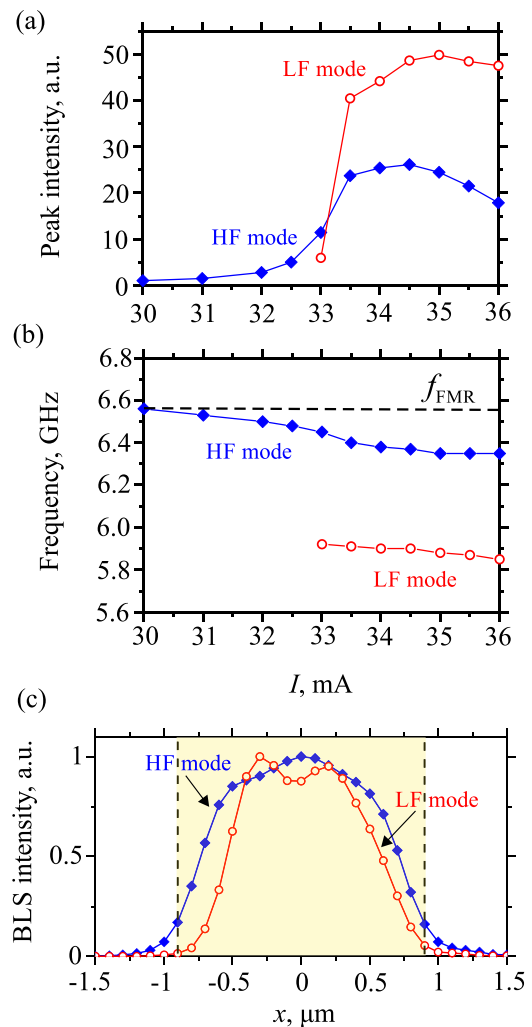 (a)
Peak intensity, a.u.
50
40
30
20
10
0
LF mode
HF mode
30 31 32 33 34 35 36
(b)
Frequency, GHz
6.8
6.6
6.4
6.2
6.0
5.8
5.6
fFMR
HF mode
LF mode
30 31 32 33 34 35 36
I, mA
(c)
BLS intensity, a.u.
1
0.5
0
HF mode
LF mode
-1.5 -1 -0.5 0 0.5 1 1.5
x, μm